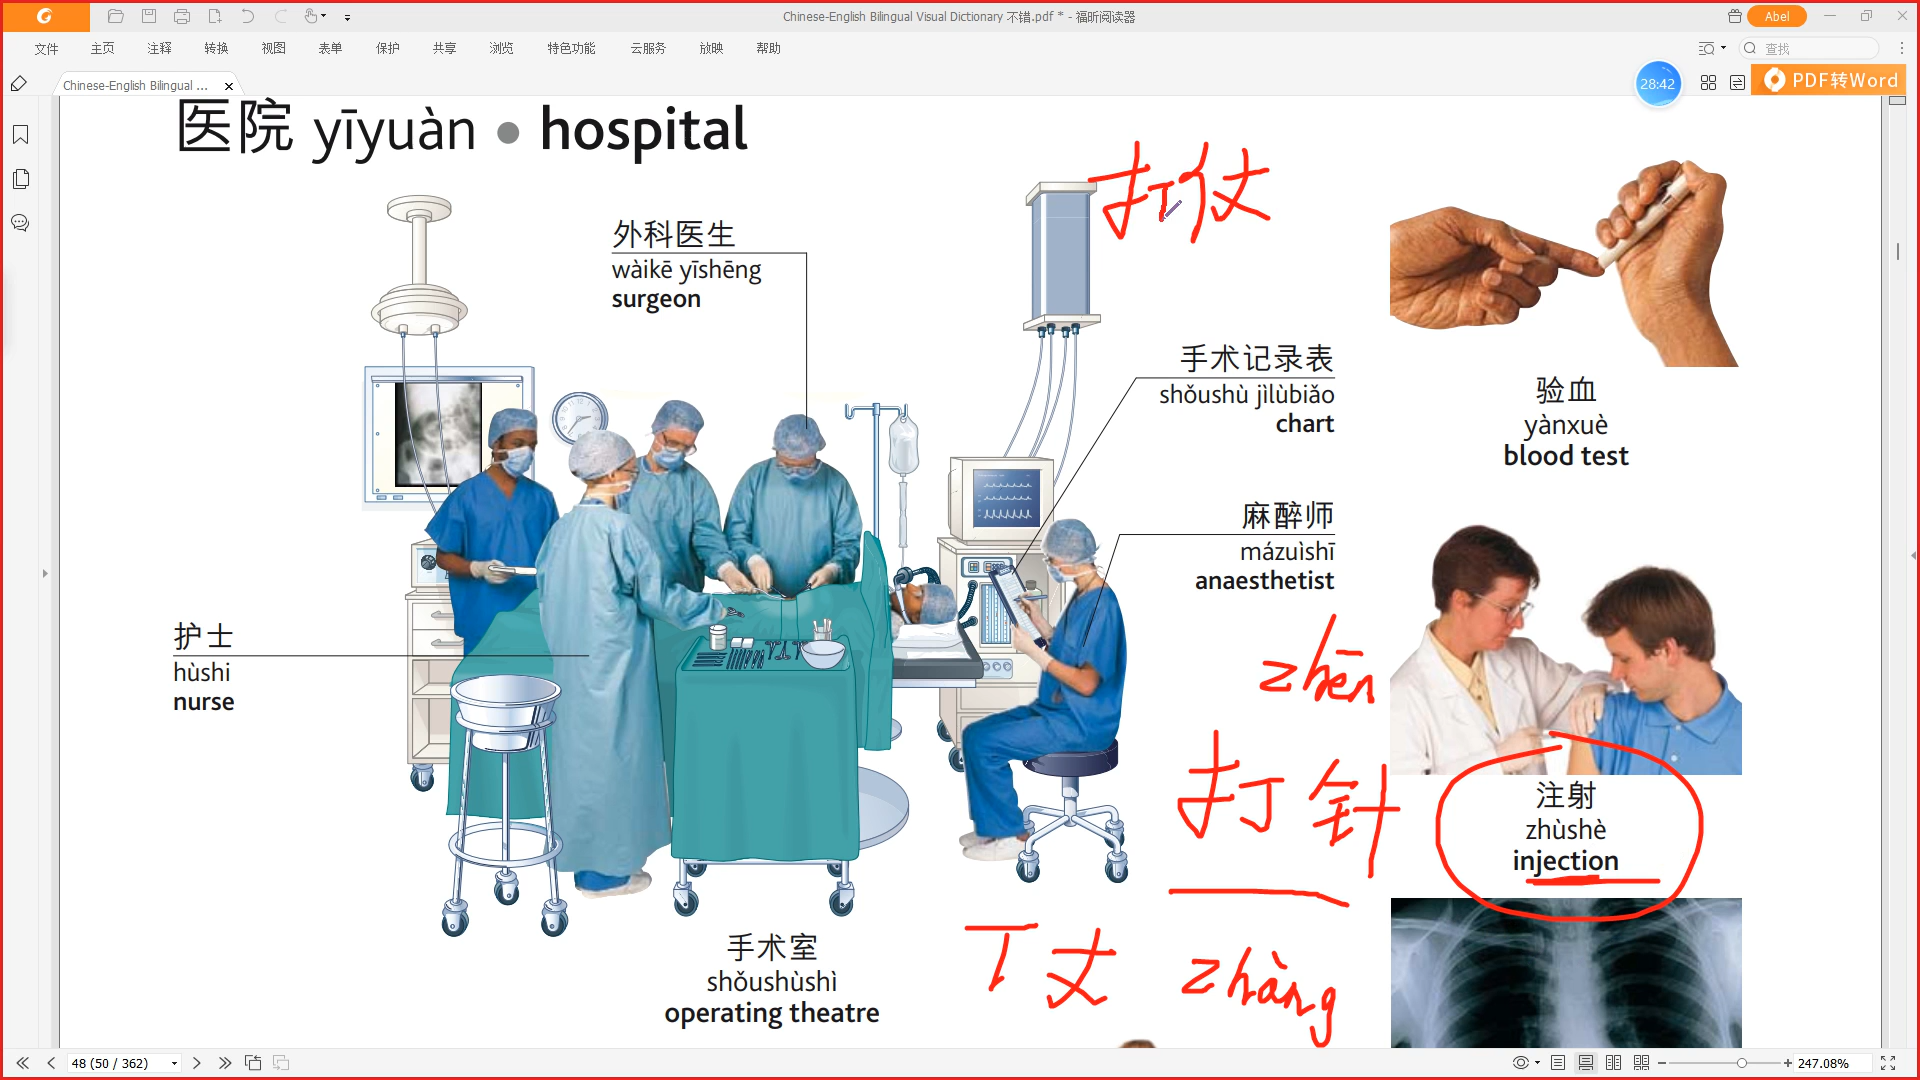 Chinese-English Bilingual Visual Dictionary 不错.pdf * - 福昕阅读器
Abel
文件 主页 注释 转换 视图 表单 保护 共享 浏览 特色功能 云服务 放映 帮助
查找
Chinese-English Bilingual ...
28:42
PDF转Word
医院 yīyuàn • hospital
打仗
外科医生
wàikē yīshēng
surgeon
手术记录表
shǒushù jìlùbiǎo
chart
验血
yànxuè
blood test
麻醉师
mázuìshī
anaesthetist
护士
hùshi
nurse
zhēn
打针
注射
zhùshè
injection
丅丈 zhàng
手术室
shǒushùshì
operating theatre
48 (50 / 362)
247.08%